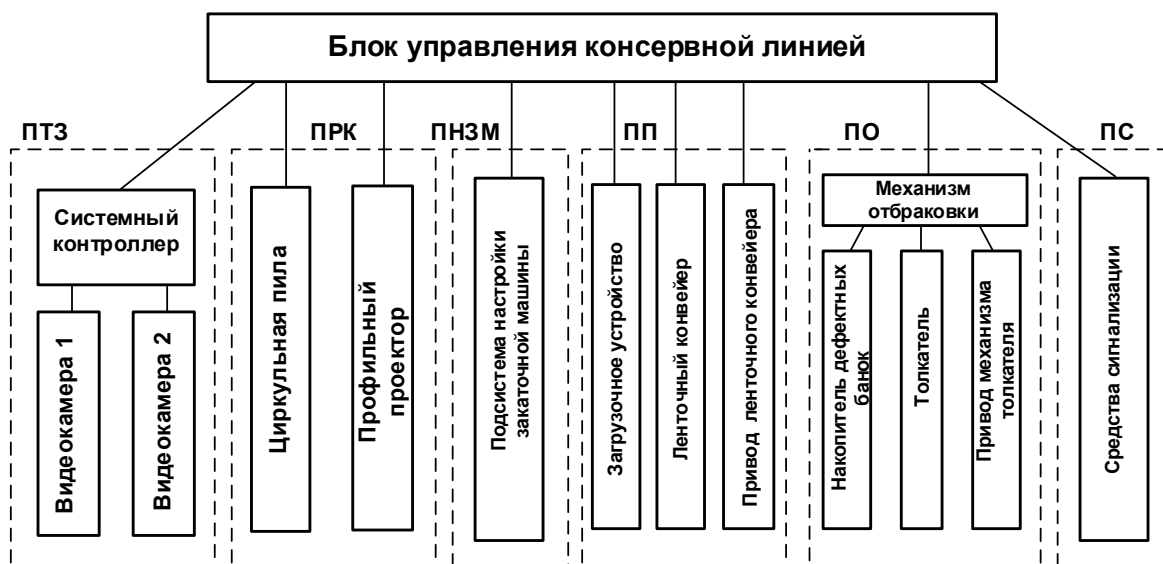 Блок управления консервной линией
ПТЗ
ПРК
ПНЗМ
ПП
ПО
ПС
Системный
контроллер
Видеокамера 1
Видеокамера 2
Циркульная пила
Профильный
проектор
Подсистема настройки
закаточной машины
Загрузочное устройство
Ленточный конвейер
Привод ленточного конвейера
Механизм
отбраковки
Накопитель дефектных
банок
Толкатель
Привод механизма
толкателя
Средства сигнализации